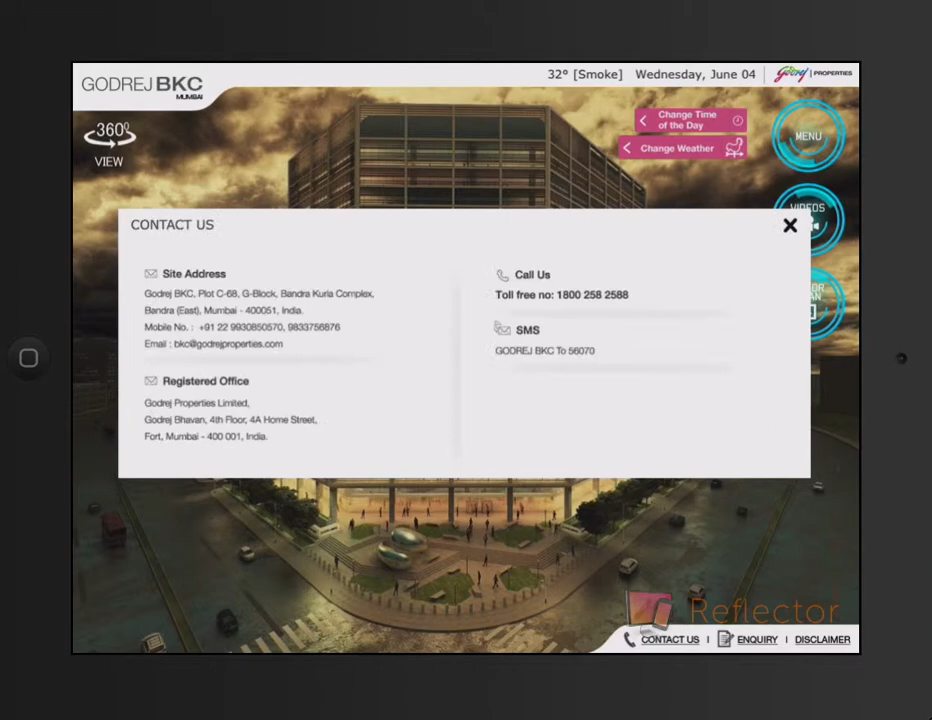 GODREJ BKC
MUMBAI
32° [Smoke] Wednesday, June 04
Godrej | PROPERTIES
360°
VIEW
Change Time
of the Day
Change Weather
MENU
VIDEOS
CONTACT US
Site Address
Godrej BKC, Plot C-68, G-Block, Bandra Kurla Complex,
Bandra (East), Mumbai - 400051, India.
Mobile No. : +91 22 9930850570, 9833756876
Email : bkc@godrejproperties.com
Registered Office
Godrej Properties Limited,
Godrej Bhavan, 4th Floor, 4A Home Street,
Fort, Mumbai - 400 001, India.
Call Us
Toll free no: 1800 258 2588
SMS
GODREJ BKC To 56070
Reflector
CONTACT US | ENQUIRY | DISCLAIMER